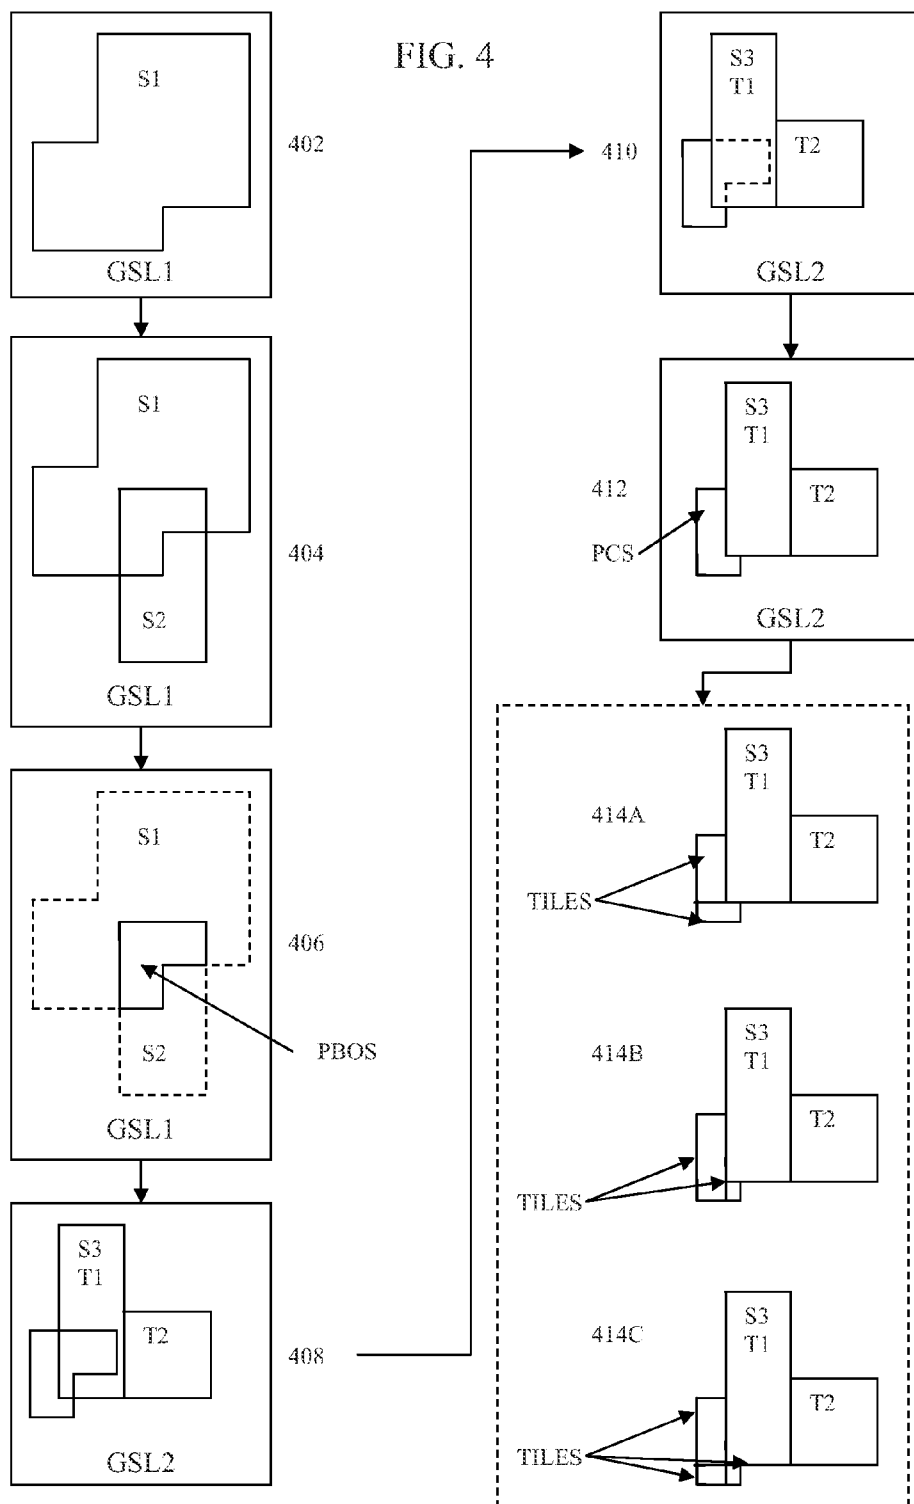 FIG. 4
S1
402
GSL1
S1
404
S2
GSL1
S1
406
S2
PBOS
GSL1
S3
T1
T2
408
GSL2
S3
T1
410
T2
GSL2
S3
T1
412
T2
PCS
GSL2
S3
T1
414A
T2
TILES
S3
T1
414B
T2
TILES
S3
T1
414C
T2
TILES